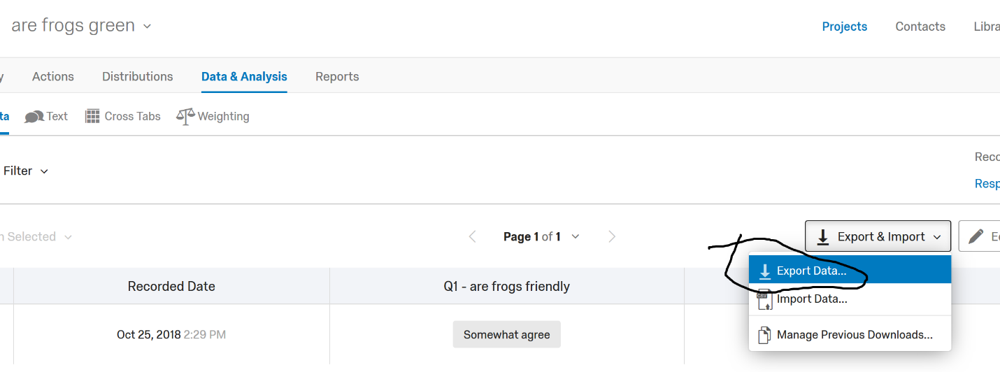 are frogs green
Projects Contacts Libra
y Actions Distributions Data & Analysis Reports
ta Text Cross Tabs Weighting
Reco
Filter
Resp
n Selected Page 1 of 1 Export & Import Ed
Export Data...
Recorded Date Q1 - are frogs friendly
CSV Import Data...
Oct 25, 2018 2:29 PM Somewhat agree Manage Previous Downloads...